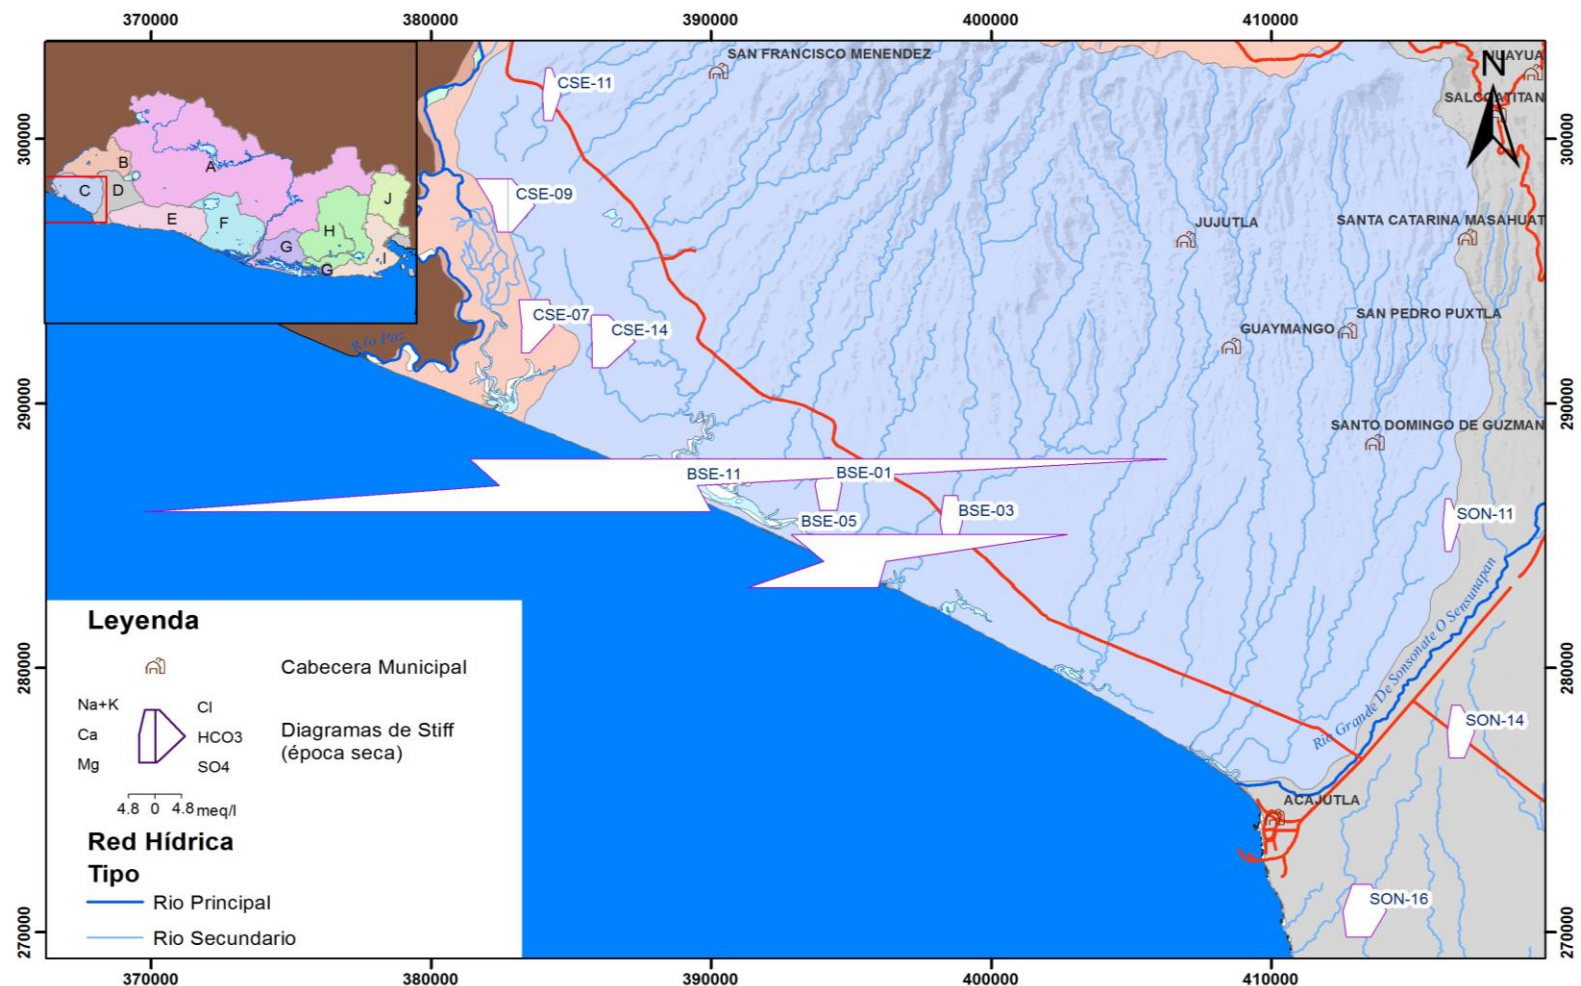 370000
380000
390000
400000
410000
300000
290000
280000
270000
300000
290000
280000
270000
A
B
C
D
E
F
G
H
J
I
G
CSE-11
SAN FRANCISCO MENENDEZ
N
SALCOATITAN
CSE-09
JUJUTLA
SANTA CATARINA MASAHUAT
CSE-07
CSE-14
Río Paz
SAN PEDRO PUXTLA
GUAYMANGO
SANTO DOMINGO DE GUZMAN
BSE-11
BSE-01
BSE-05
BSE-03
SON-11
Rio Grande De Sonsonate O Sensunapan
SON-14
ACAJUTLA
SON-16
Leyenda
Cabecera Municipal
Na+K
Cl
Ca
HCO3
Mg
SO4
Diagramas de Stiff
(época seca)
4.8 0 4.8 meq/l
Red Hídrica
Tipo
Rio Principal
Rio Secundario
370000
380000
390000
400000
410000